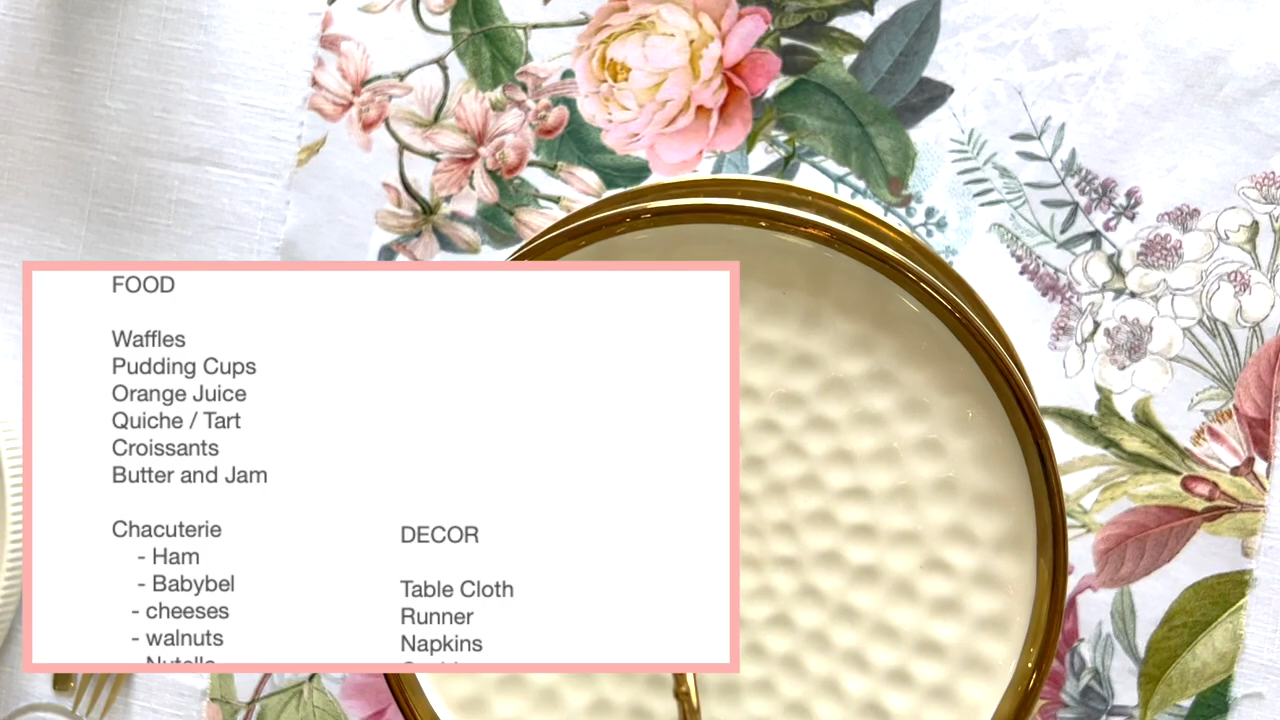 FOOD
Waffles
Pudding Cups
Orange Juice
Quiche / Tart
Croissants
Butter and Jam
Chacuterie
- Ham
- Babybel
- cheeses
- walnuts
Nutella
DECOR
Table Cloth
Runner
Napkins